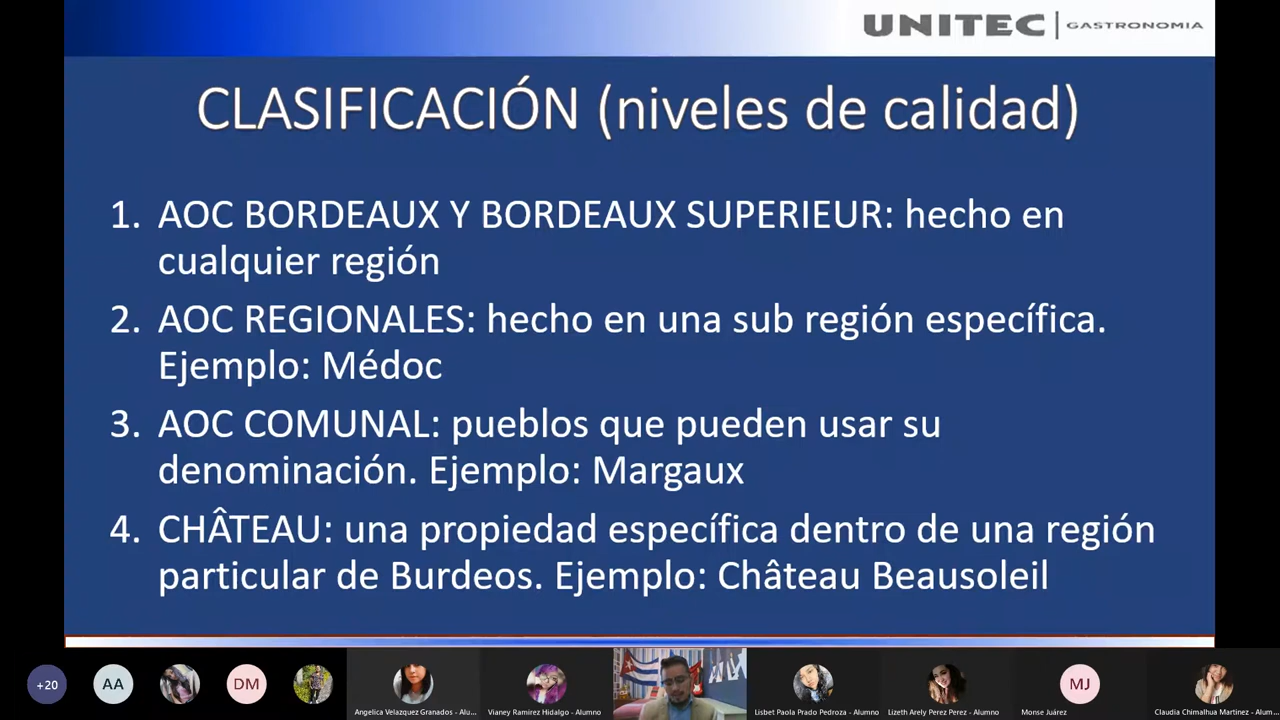 UNITEC | GASTRONOMIA
CLASIFICACIÓN (niveles de calidad)
1. AOC BORDEAUX Y BORDEAUX SUPERIEUR: hecho en
cualquier región
2. AOC REGIONALES: hecho en una sub región específica.
Ejemplo: Médoc
3. AOC COMUNAL: pueblos que pueden usar su
denominación. Ejemplo: Margaux
4. CHÂTEAU: una propiedad específica dentro de una región
particular de Burdeos. Ejemplo: Château Beausoleil
+20
AA
DM
MJ
Angelica Velazquez Granados - Alu...
Vianey Ramirez Hidalgo - Alumno
Lisbet Paola Prado Pedroza - Alumno
Lizeth Arely Perez Perez - Alumno
Monse Juárez
Claudia Chimalhua Martinez - Alum...